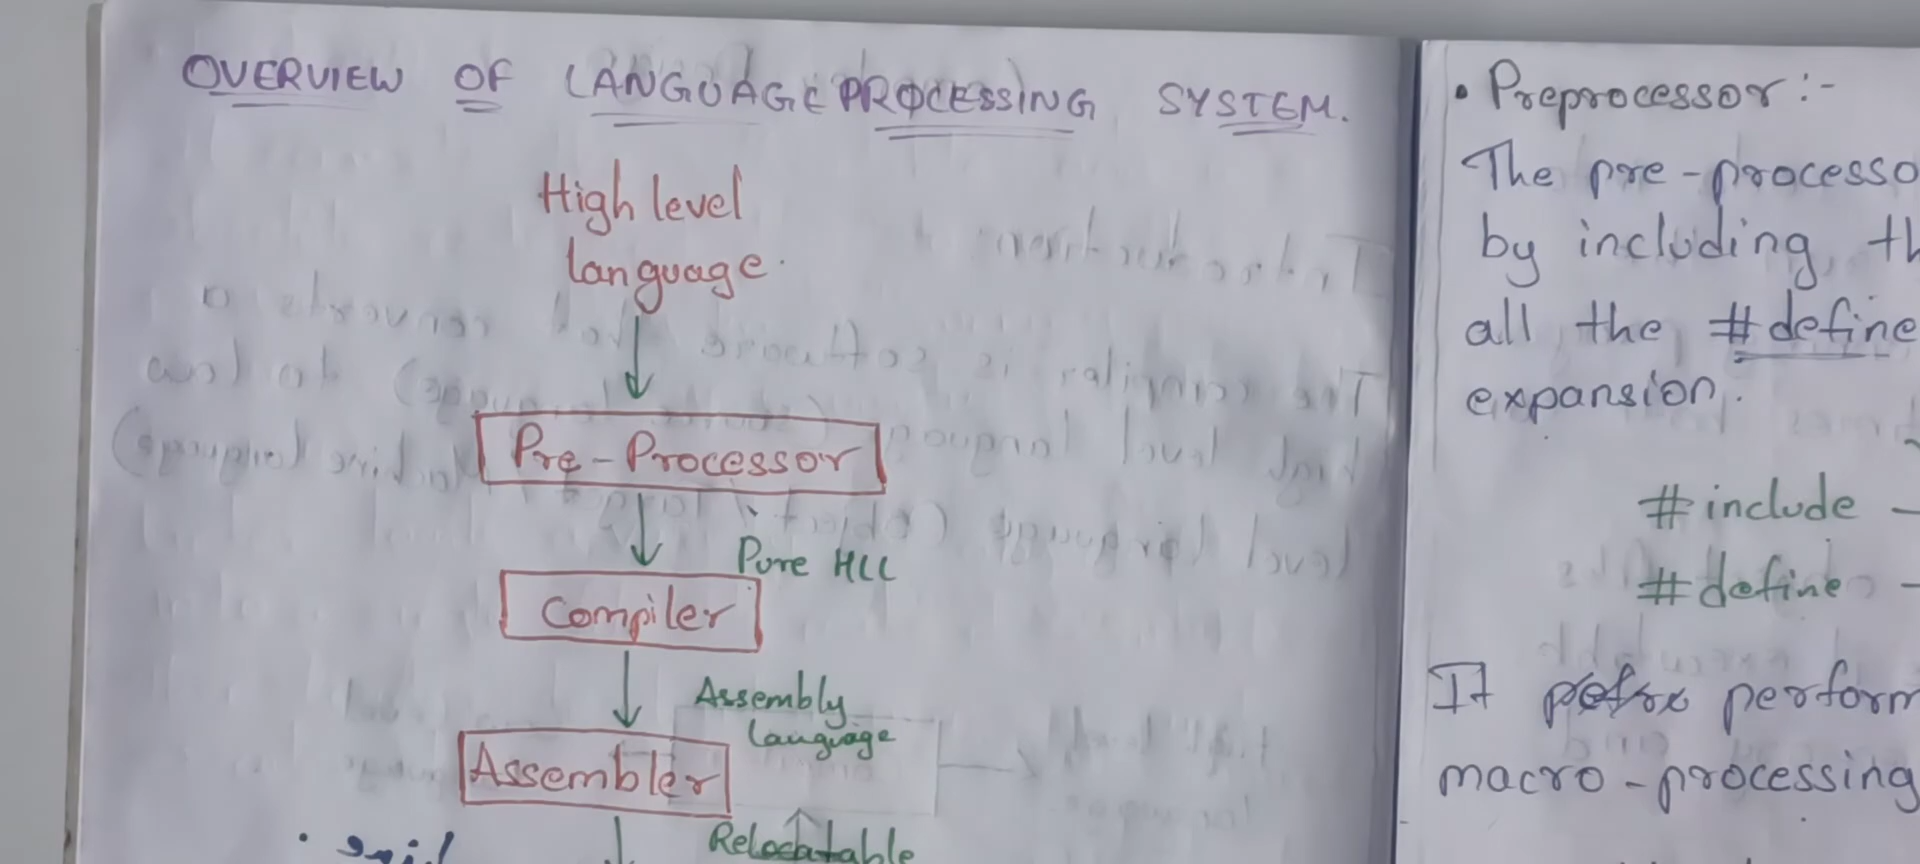 OVERVIEW OF LANGUAGE PROCESSING SYSTEM.
High level
language.
Pre-Processor
Pure HLL
Compiler
Assembly
language
Assembler
Relocatable
• Preprocessor :-
The pre-processo
by including th
all the #define
expansion.
#include -
#define -
It perform
macro-processing